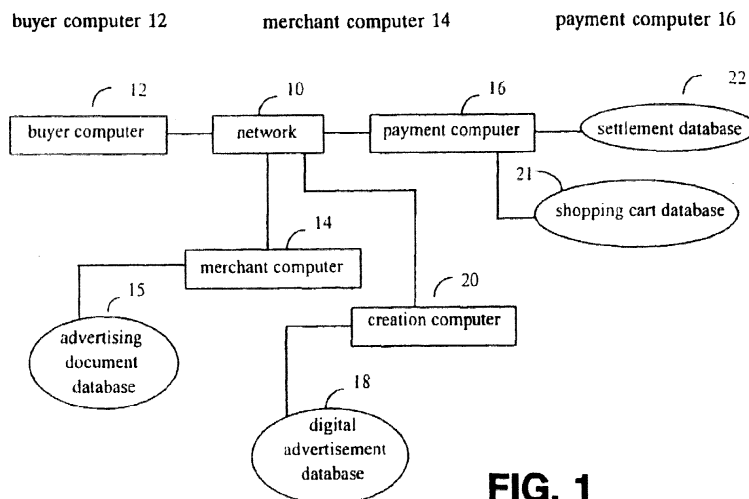 buyer computer 12 merchant computer 14 payment computer 16
12 10 16 22
buyer computer network payment computer settlement database
21
shopping cart database
14
merchant computer
15
advertising
document
database
20
creation computer
18
digital
advertisement
database
FIG. 1